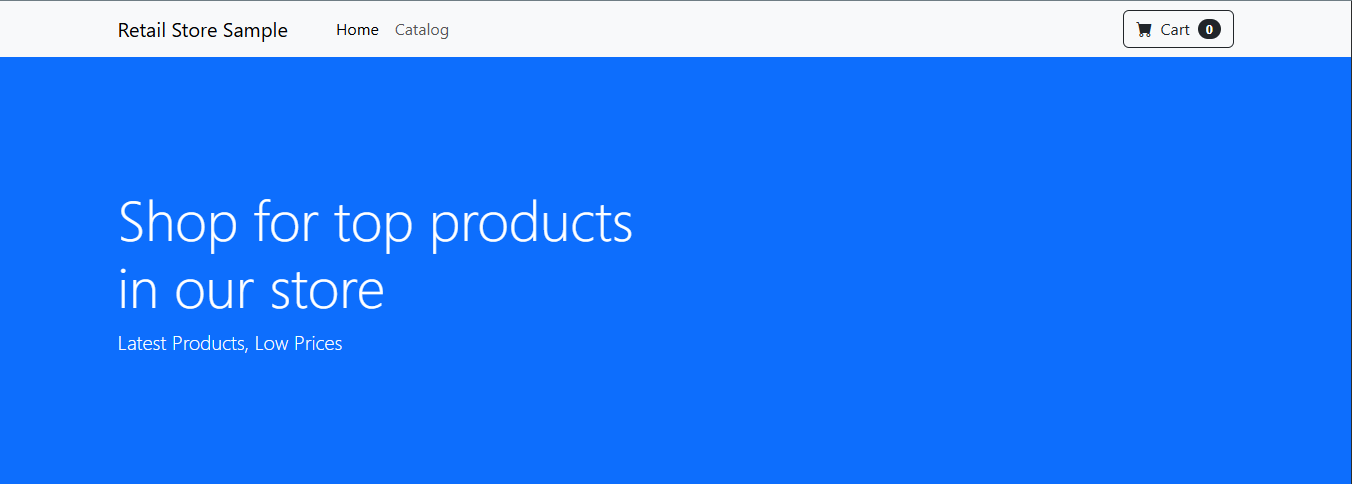 Retail Store Sample Home Catalog Cart 0
Shop for top products
in our store
Latest Products, Low Prices